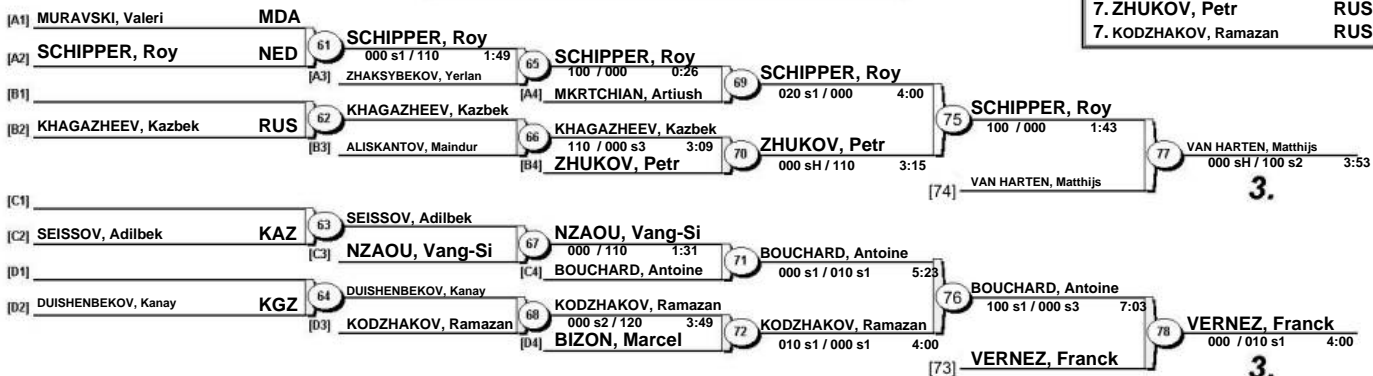 7. ZHUKOV, Petr RUS
7. KODZHAKOV, Ramazan RUS
[A1] MURAVSKI, Valeri MDA
[A2] SCHIPPER, Roy NED
61
SCHIPPER, Roy
000 s1 / 110 1:49
[A3] ZHAKSYBEKOV, Yerlan
65
SCHIPPER, Roy
100 / 000 0:26
[A4] MKRTCHIAN, Artiush
69
SCHIPPER, Roy
020 s1 / 000 4:00
[B1]
[B2] KHAGAZHEEV, Kazbek RUS
62
KHAGAZHEEV, Kazbek
[B3] ALISKANTOV, Maindur
66
KHAGAZHEEV, Kazbek
110 / 000 s3 3:09
[B4] ZHUKOV, Petr
70
ZHUKOV, Petr
000 sH / 110 3:15
75
SCHIPPER, Roy
100 / 000 1:43
[74] VAN HARTEN, Matthijs
77
VAN HARTEN, Matthijs
000 sH / 100 s2 3:53
3.
[C1]
[C2] SEISSOV, Adilbek KAZ
63
SEISSOV, Adilbek
[C3] NZAOU, Vang-Si
67
NZAOU, Vang-Si
000 / 110 1:31
[C4] BOUCHARD, Antoine
71
BOUCHARD, Antoine
000 s1 / 010 s1 5:23
[D1]
[D2] DUISHENBEKOV, Kanay KGZ
64
DUISHENBEKOV, Kanay
[D3] KODZHAKOV, Ramazan
68
KODZHAKOV, Ramazan
000 s2 / 120 3:49
[D4] BIZON, Marcel
72
KODZHAKOV, Ramazan
010 s1 / 000 s1 4:00
76
BOUCHARD, Antoine
100 s1 / 000 s3 7:03
[73] VERNEZ, Franck
78
VERNEZ, Franck
000 / 010 s1 4:00
3.